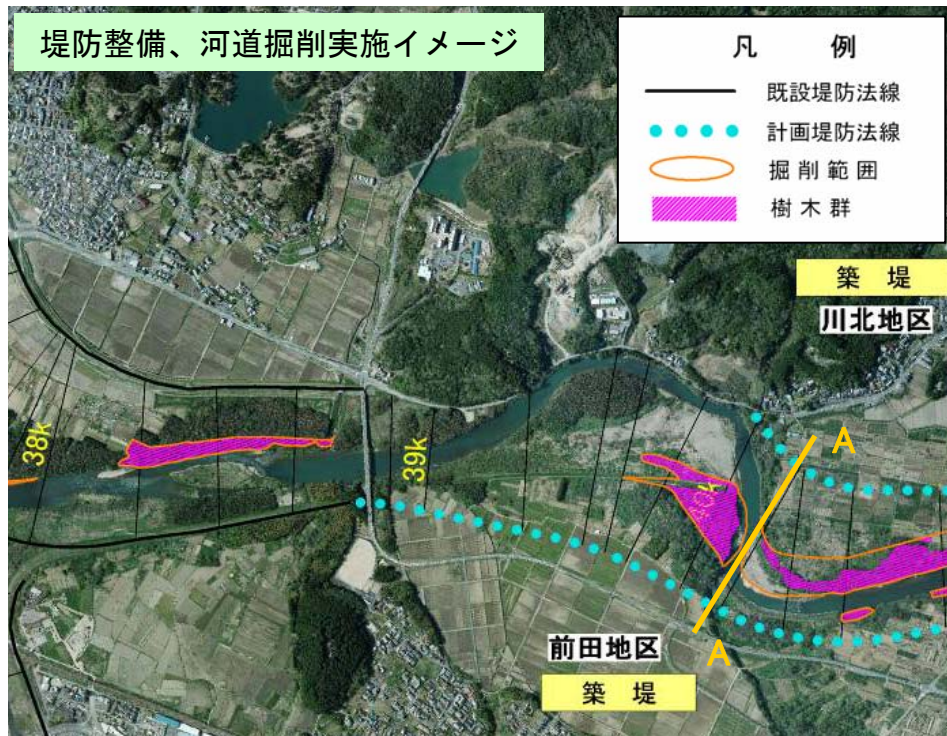 堤防整備、河道掘削実施イメージ
凡 例
既設堤防法線
計画堤防法線
掘削範囲
樹木群
築 堤
川北地区
A
38k
39k
前田地区
A
築 堤